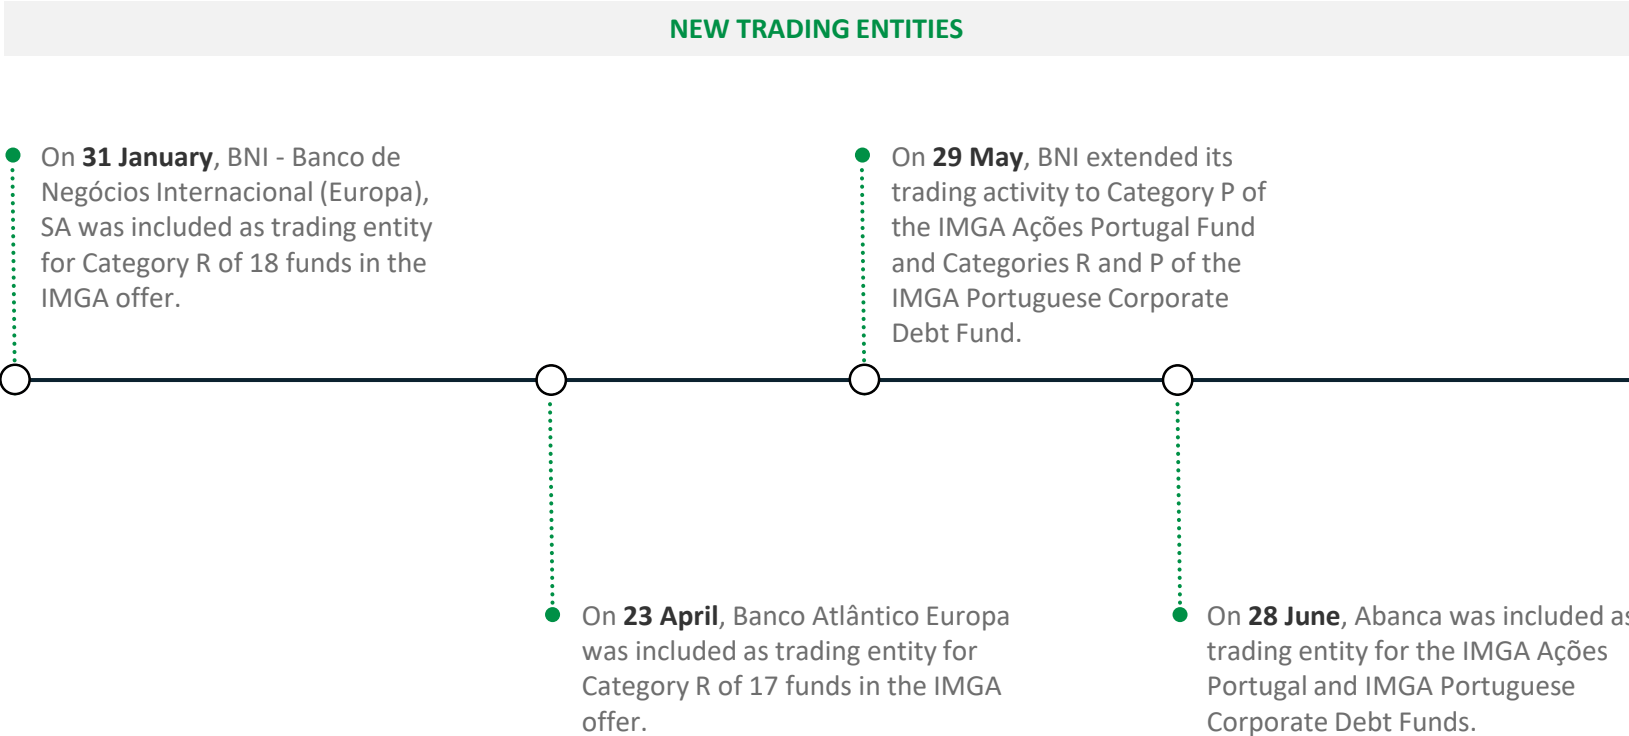 NEW TRADING ENTITIES
On 31 January, BNI - Banco de
Negócios Internacional (Europa),
SA was included as trading entity
for Category R of 18 funds in the
IMGA offer.
On 29 May, BNI extended its
trading activity to Category P of
the IMGA Ações Portugal Fund
and Categories R and P of the
IMGA Portuguese Corporate
Debt Fund.
On 23 April, Banco Atlântico Europa
was included as trading entity for
Category R of 17 funds in the IMGA
offer.
On 28 June, Abanca was included as
trading entity for the IMGA Ações
Portugal and IMGA Portuguese
Corporate Debt Funds.